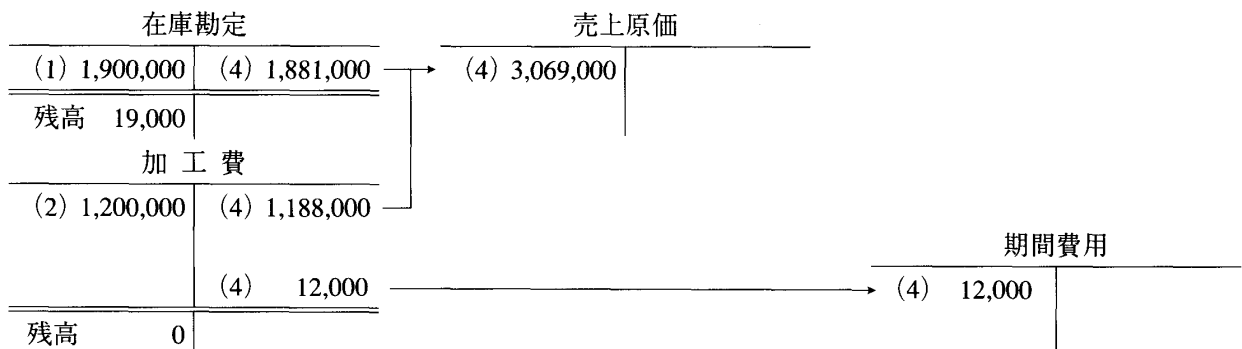 在庫勘定 売上原価
(1) 1,900,000 (4) 1,881,000 (4) 3,069,000
残高 19,000
加工費
(2) 1,200,000 (4) 1,188,000
期間費用
(4) 12,000 (4) 12,000
残高 0